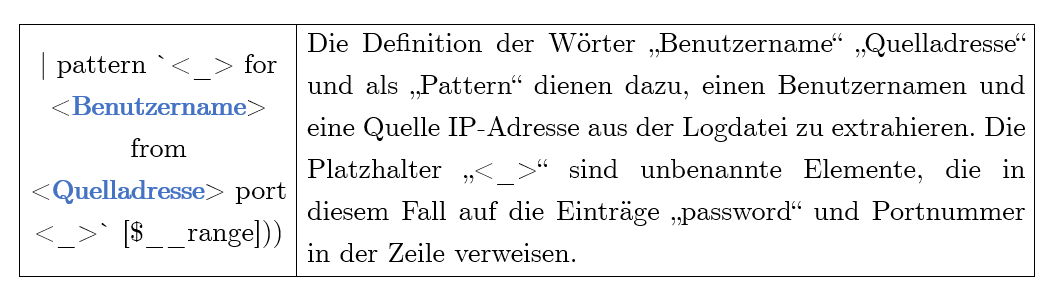 | pattern `<_> for
<Benutzername>
from
<Quelladresse> port
<_>` [$__range]))
Die Definition der Wörter „Benutzername“ „Quelladresse“
und als „Pattern“ dienen dazu, einen Benutzernamen und
eine Quelle IP-Adresse aus der Logdatei zu extrahieren. Die
Platzhalter „<_>“ sind unbenannte Elemente, die in
diesem Fall auf die Einträge „password“ und Portnummer
in der Zeile verweisen.